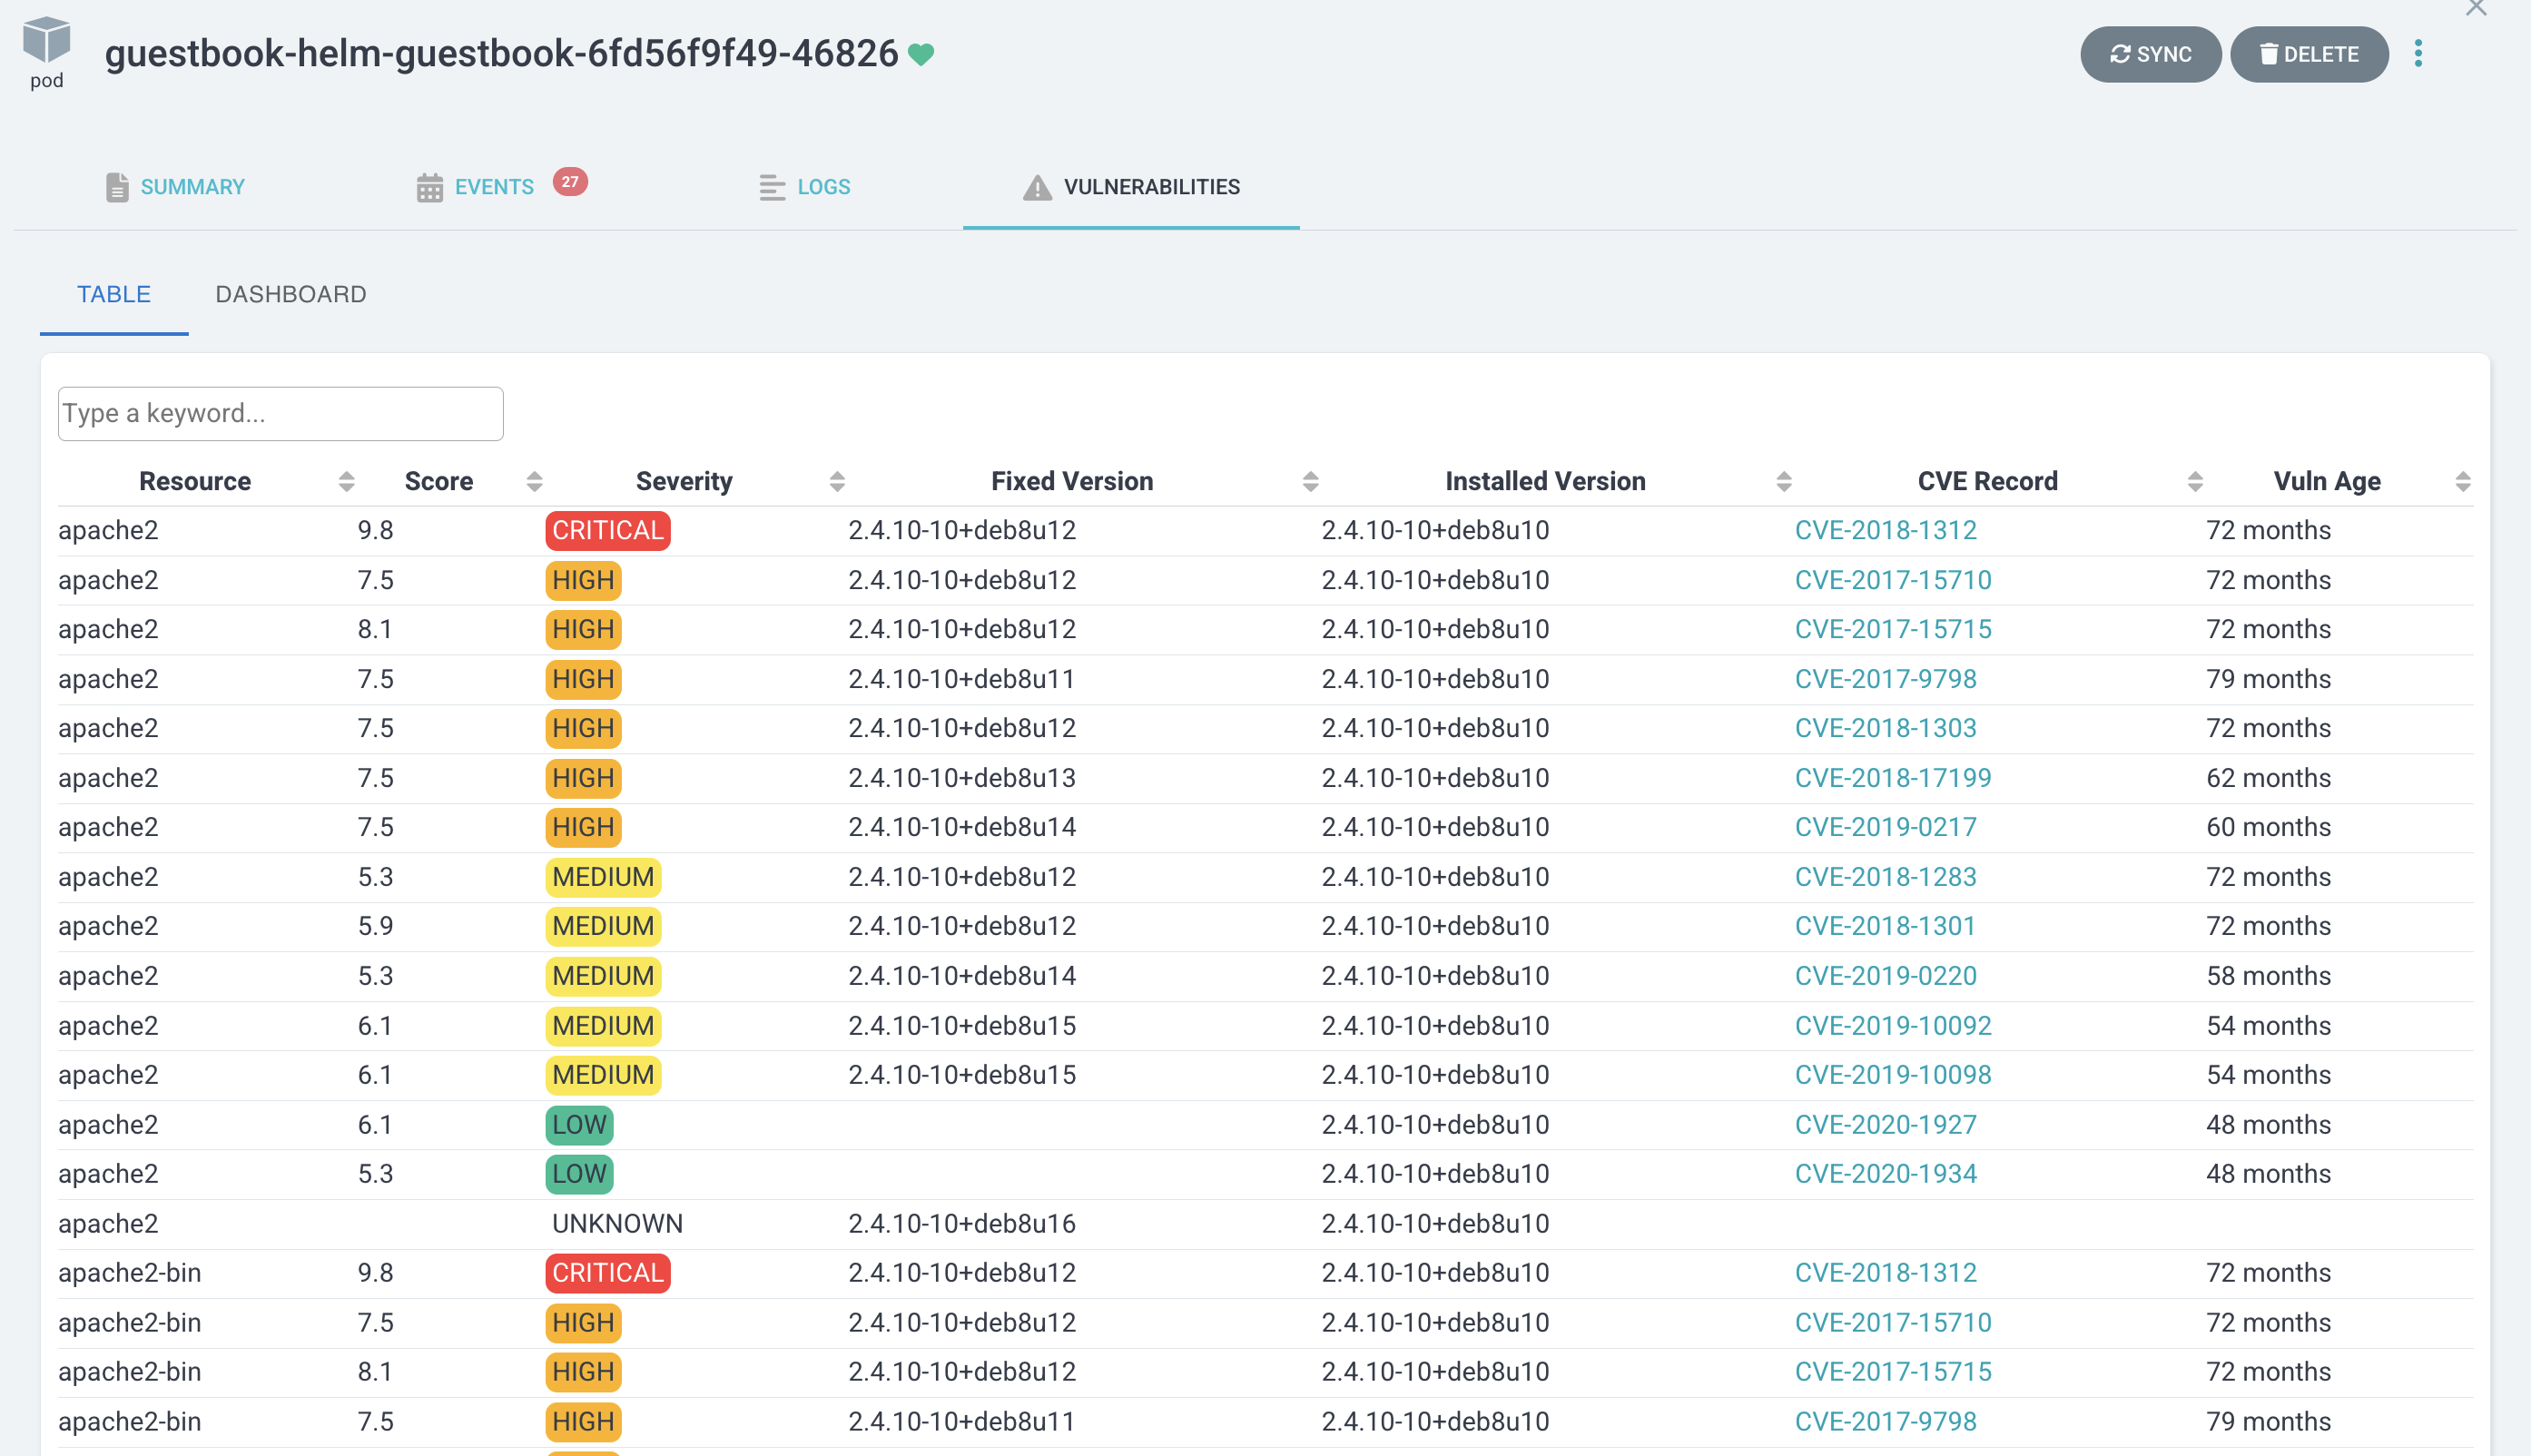 guestbook-helm-guestbook-6fd56f9f49-46826
pod
SYNC
DELETE
SUMMARY
EVENTS 27
LOGS
VULNERABILITIES
TABLE
DASHBOARD
Type a keyword...
Resource Score Severity Fixed Version Installed Version CVE Record Vuln Age
apache2 9.8 CRITICAL 2.4.10-10+deb8u12 2.4.10-10+deb8u10 CVE-2018-1312 72 months
apache2 7.5 HIGH 2.4.10-10+deb8u12 2.4.10-10+deb8u10 CVE-2017-15710 72 months
apache2 8.1 HIGH 2.4.10-10+deb8u12 2.4.10-10+deb8u10 CVE-2017-15715 72 months
apache2 7.5 HIGH 2.4.10-10+deb8u11 2.4.10-10+deb8u10 CVE-2017-9798 79 months
apache2 7.5 HIGH 2.4.10-10+deb8u12 2.4.10-10+deb8u10 CVE-2018-1303 72 months
apache2 7.5 HIGH 2.4.10-10+deb8u13 2.4.10-10+deb8u10 CVE-2018-17199 62 months
apache2 7.5 HIGH 2.4.10-10+deb8u14 2.4.10-10+deb8u10 CVE-2019-0217 60 months
apache2 5.3 MEDIUM 2.4.10-10+deb8u12 2.4.10-10+deb8u10 CVE-2018-1283 72 months
apache2 5.9 MEDIUM 2.4.10-10+deb8u12 2.4.10-10+deb8u10 CVE-2018-1301 72 months
apache2 5.3 MEDIUM 2.4.10-10+deb8u14 2.4.10-10+deb8u10 CVE-2019-0220 58 months
apache2 6.1 MEDIUM 2.4.10-10+deb8u15 2.4.10-10+deb8u10 CVE-2019-10092 54 months
apache2 6.1 MEDIUM 2.4.10-10+deb8u15 2.4.10-10+deb8u10 CVE-2019-10098 54 months
apache2 6.1 LOW 2.4.10-10+deb8u10 CVE-2020-1927 48 months
apache2 5.3 LOW 2.4.10-10+deb8u10 CVE-2020-1934 48 months
apache2 UNKNOWN 2.4.10-10+deb8u16 2.4.10-10+deb8u10
apache2-bin 9.8 CRITICAL 2.4.10-10+deb8u12 2.4.10-10+deb8u10 CVE-2018-1312 72 months
apache2-bin 7.5 HIGH 2.4.10-10+deb8u12 2.4.10-10+deb8u10 CVE-2017-15710 72 months
apache2-bin 8.1 HIGH 2.4.10-10+deb8u12 2.4.10-10+deb8u10 CVE-2017-15715 72 months
apache2-bin 7.5 HIGH 2.4.10-10+deb8u11 2.4.10-10+deb8u10 CVE-2017-9798 79 months